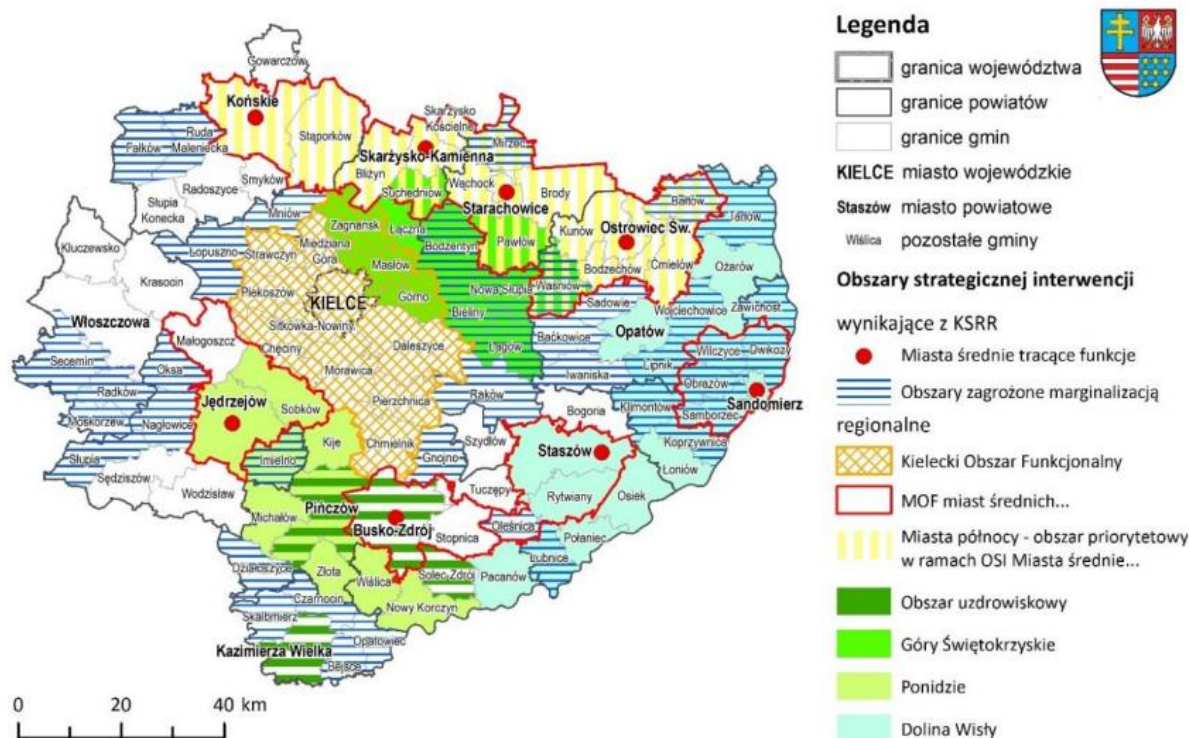 Gowarczów
Końskie
Stąporków
Skarżysko
Kościelne
Ruda
Maleniecka
Fałków
Mirzec
Skarżysko-Kamienna
Bliżyn
Radoszyce
Smyków
Wąchock
Brody
Suchedniów
Bałtów
Słupia
Konecka
Mniów
Starachowice
Tarłów
Zagnańsk
Łączna
Kunów
Ostrowiec Św.
Kluczewsko
Łopuszno
Strawczyn
Miedziana
Góra
Bodzentyn
Pawłów
Ćmielów
Ożarów
Krasocin
Masłów
Bodzechów
Piekoszów
KIELCE
Górno
Nowa Słupia
Waśniów
Sadowie
Wojciechowice
Zawichost
Włoszczowa
Sitkówka-Nowiny
Bieliny
Opatów
Małogoszcz
Baćkowice
Secemin
Oksa
Chęciny
Daleszyce
Łagów
Lipnik
Wilczyce
Dwikozy
Morawica
Iwaniska
Radków
Jędrzejów
Sobków
Pierzchnica
Raków
Obrazów
Sandomierz
Moskorzew
Nagłowice
Bogoria
Klimontów
Samborzec
Kije
Chmielnik
Szydłów
Staszów
Koprzywnica
Słupia
Imielno
Gnojno
Łoniów
Sędziszów
Wodzisław
Tuczępy
Rytwiany
Osiek
Michałów
Pińczów
Busko-Zdrój
Stopnica
Oleśnica
Połaniec
Działoszyce
Złota
Wiślica
Solec Zdrój
Pacanów
Łubnice
Czarnocin
Skalbmierz
Nowy Korczyn
Kazimierza Wielka
Opatowiec
Bejsce
0 20 40 km
Legenda
granica województwa
granice powiatów
granice gmin
KIELCE miasto wojewódzkie
Staszów miasto powiatowe
Wiślica pozostałe gminy
Obszary strategicznej interwencji
wynikające z KSRR
Miasta średnie tracące funkcje
Obszary zagrożone marginalizacją
regionalne
Kielecki Obszar Funkcjonalny
MOF miast średnich...
Miasta północy - obszar priorytetowy
w ramach OSI Miasta średnie...
Obszar uzdrowiskowy
Góry Świętokrzyskie
Ponidzie
Dolina Wisły